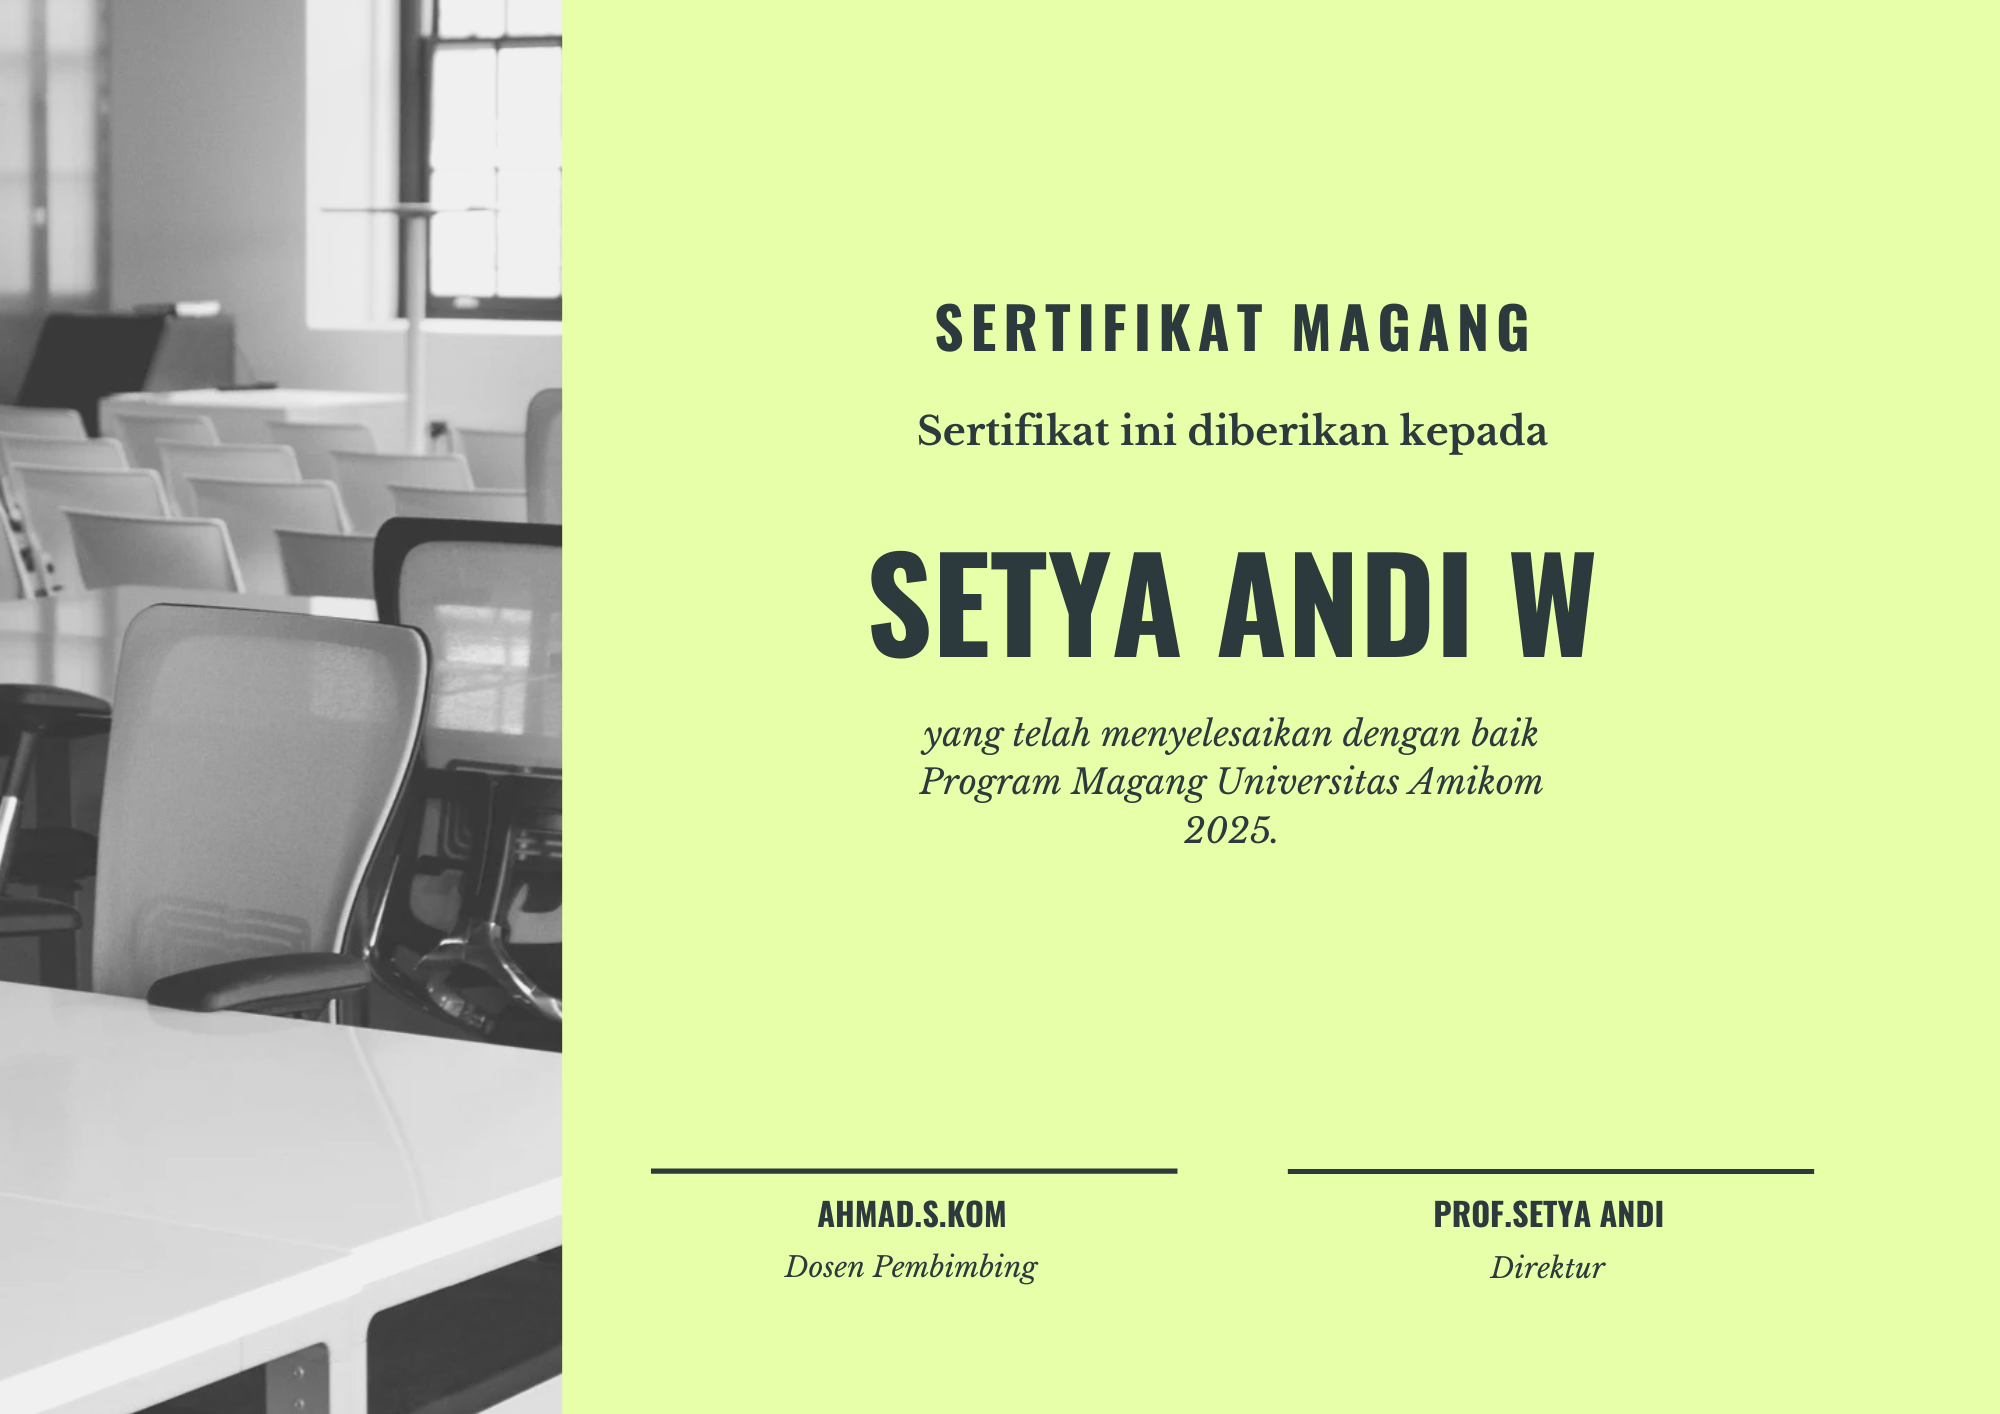 SERTIFIKAT MAGANG
Sertifikat ini diberikan kepada
SETYA ANDI W
yang telah menyelesaikan dengan baik
Program Magang Universitas Amikom
2025.
AHMAD.S.KOM
Dosen Pembimbing
PROF.SETYA ANDI
Direktur